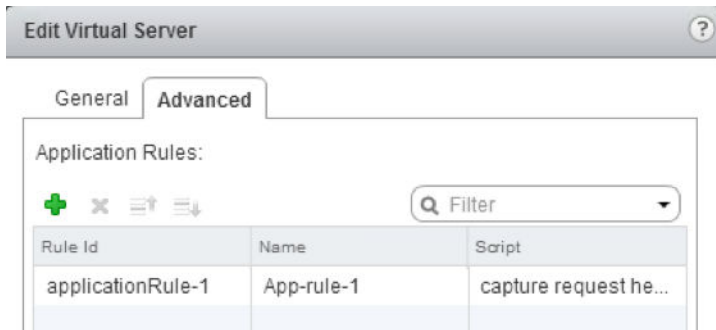 Edit Virtual Server ?
General Advanced
Application Rules:
Filter
Rule Id Name Script
applicationRule-1 App-rule-1 capture request he...